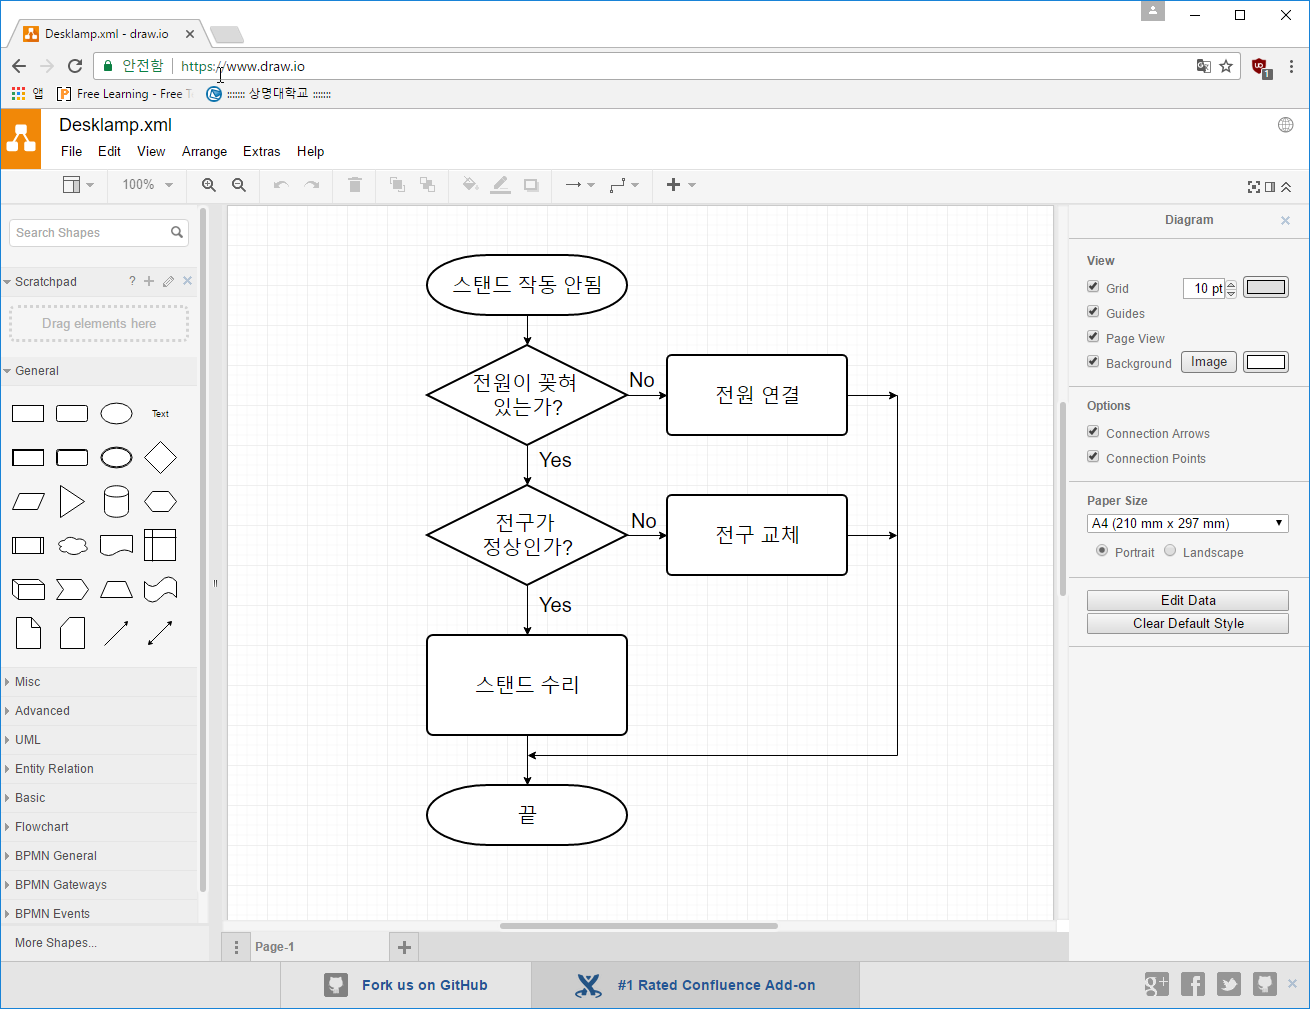 Desklamp.xml - draw.io
안전함
https://www.draw.io
앱
Free Learning - Free
::::::: 상명대학교 :::::::
Desklamp.xml
File Edit View Arrange Extras Help
100%
Search Shapes
Scratchpad
?
Drag elements here
General
Text
Misc
Advanced
UML
Entity Relation
Basic
Flowchart
BPMN General
BPMN Gateways
BPMN Events
More Shapes...
스탠드 작동 안됨
전원이 꽂혀
있는가?
No
전원 연결
Yes
전구가
정상인가?
No
전구 교체
Yes
스탠드 수리
끝
Page-1
Diagram
View
Grid
10 pt
Guides
Page View
Background
Image
Options
Connection Arrows
Connection Points
Paper Size
A4 (210 mm x 297 mm)
Portrait
Landscape
Edit Data
Clear Default Style
Fork us on GitHub
#1 Rated Confluence Add-on